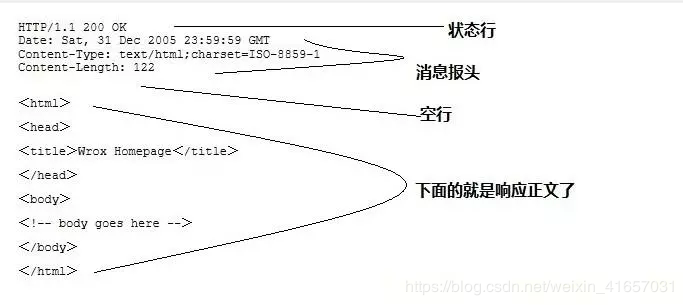 HTTP/1.1 200 OK 状态行
Date: Sat, 31 Dec 2005 23:59:59 GMT
Content-Type: text/html;charset=ISO-8859-1
Content-Length: 122
消息报头
空行
<html>
<head>
<title>Wrox Homepage</title>
</head>
<body>
下面的就是响应正文了
<!-- body goes here -->
</body>
</html>
https://blog.csdn.net/weixin_41657031